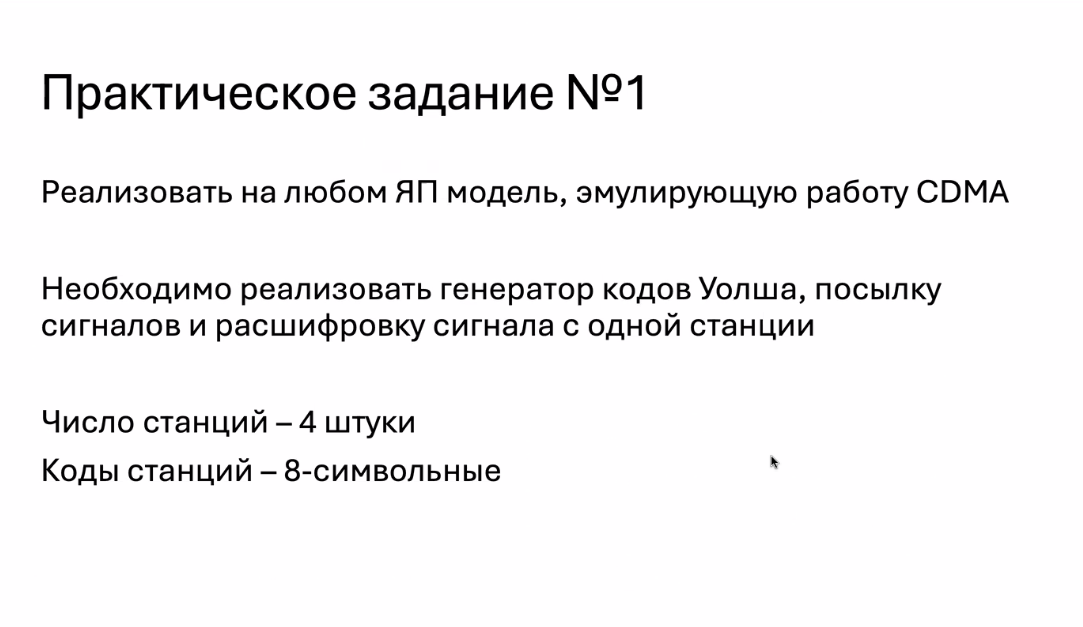 Практическое задание №1
Реализовать на любом ЯП модель, эмулирующую работу CDMA
Необходимо реализовать генератор кодов Уолша, посылку
сигналов и расшифровку сигнала с одной станции
Число станций – 4 штуки
Коды станций – 8-символьные